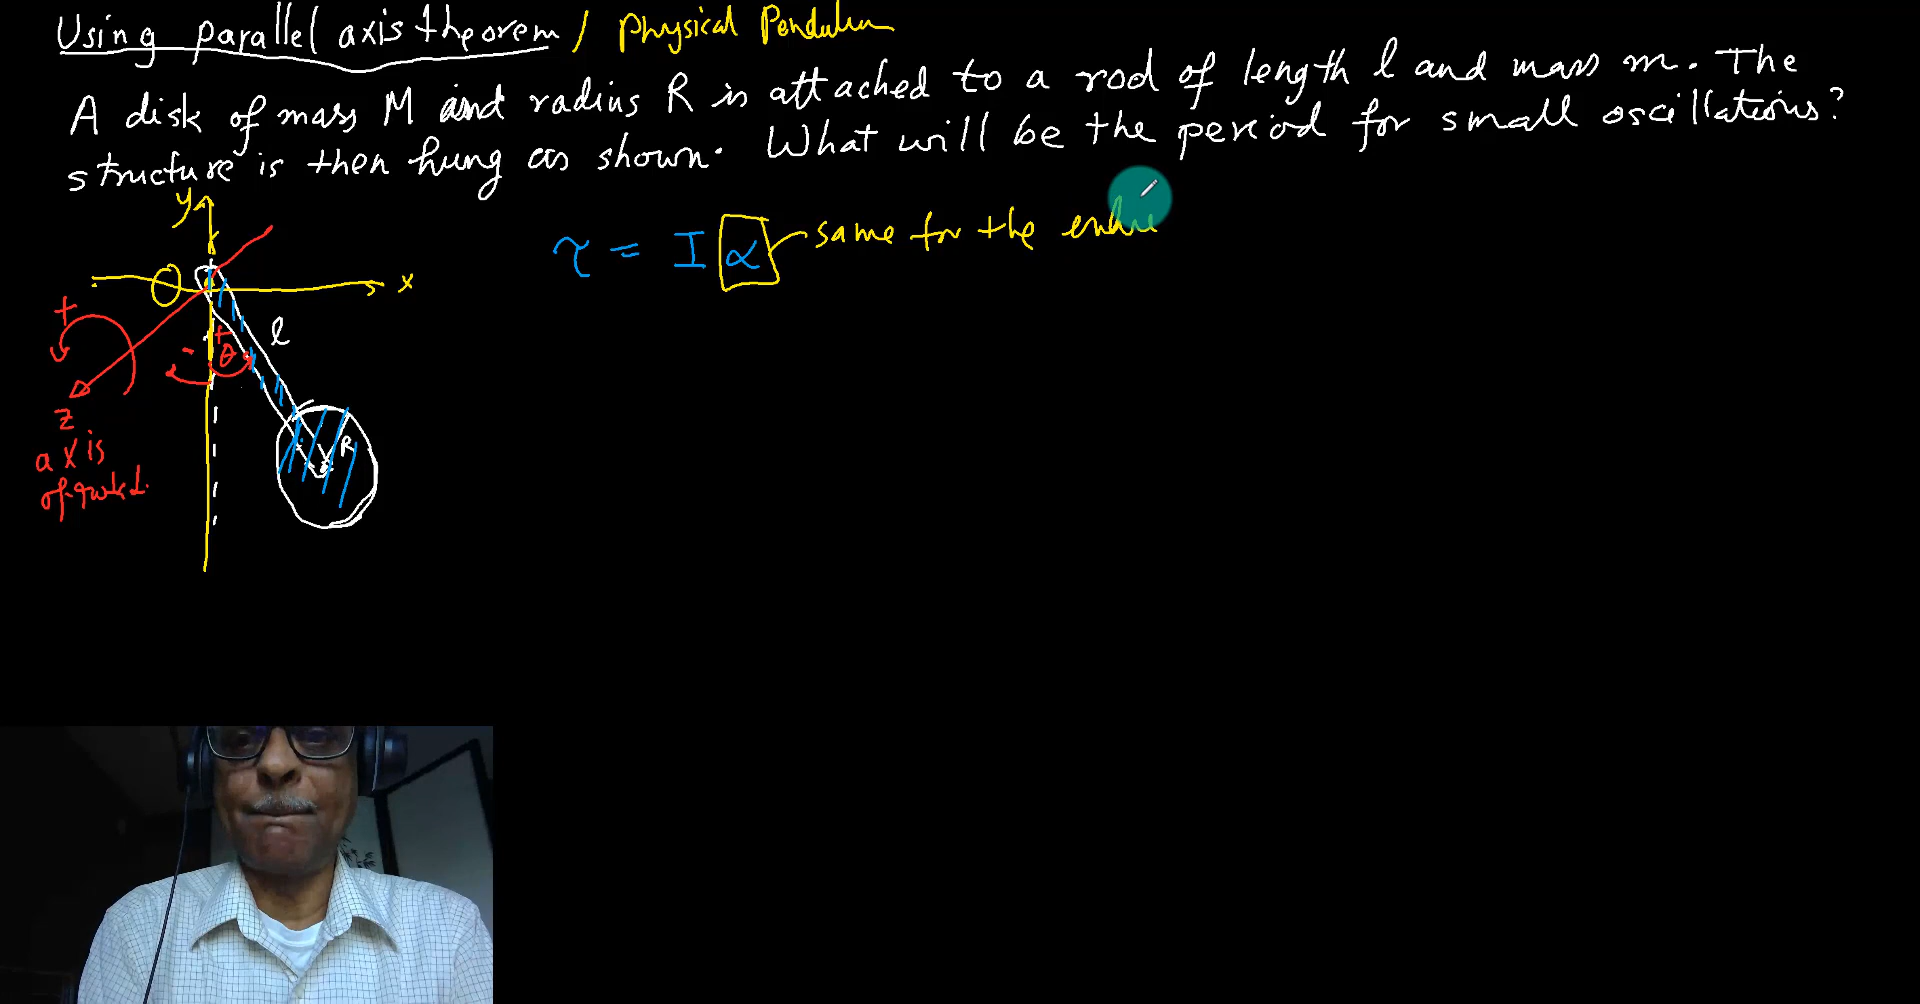 Using parallel axis theorem / Physical Pendulum
A disk of mass M and radius R is attached to a rod of length l and mass m. The
structure is then hung as shown. What will be the period for small oscillations?
y
τ = I α same for the entire
x
+
l
+
-
θ
z
R
axis
of